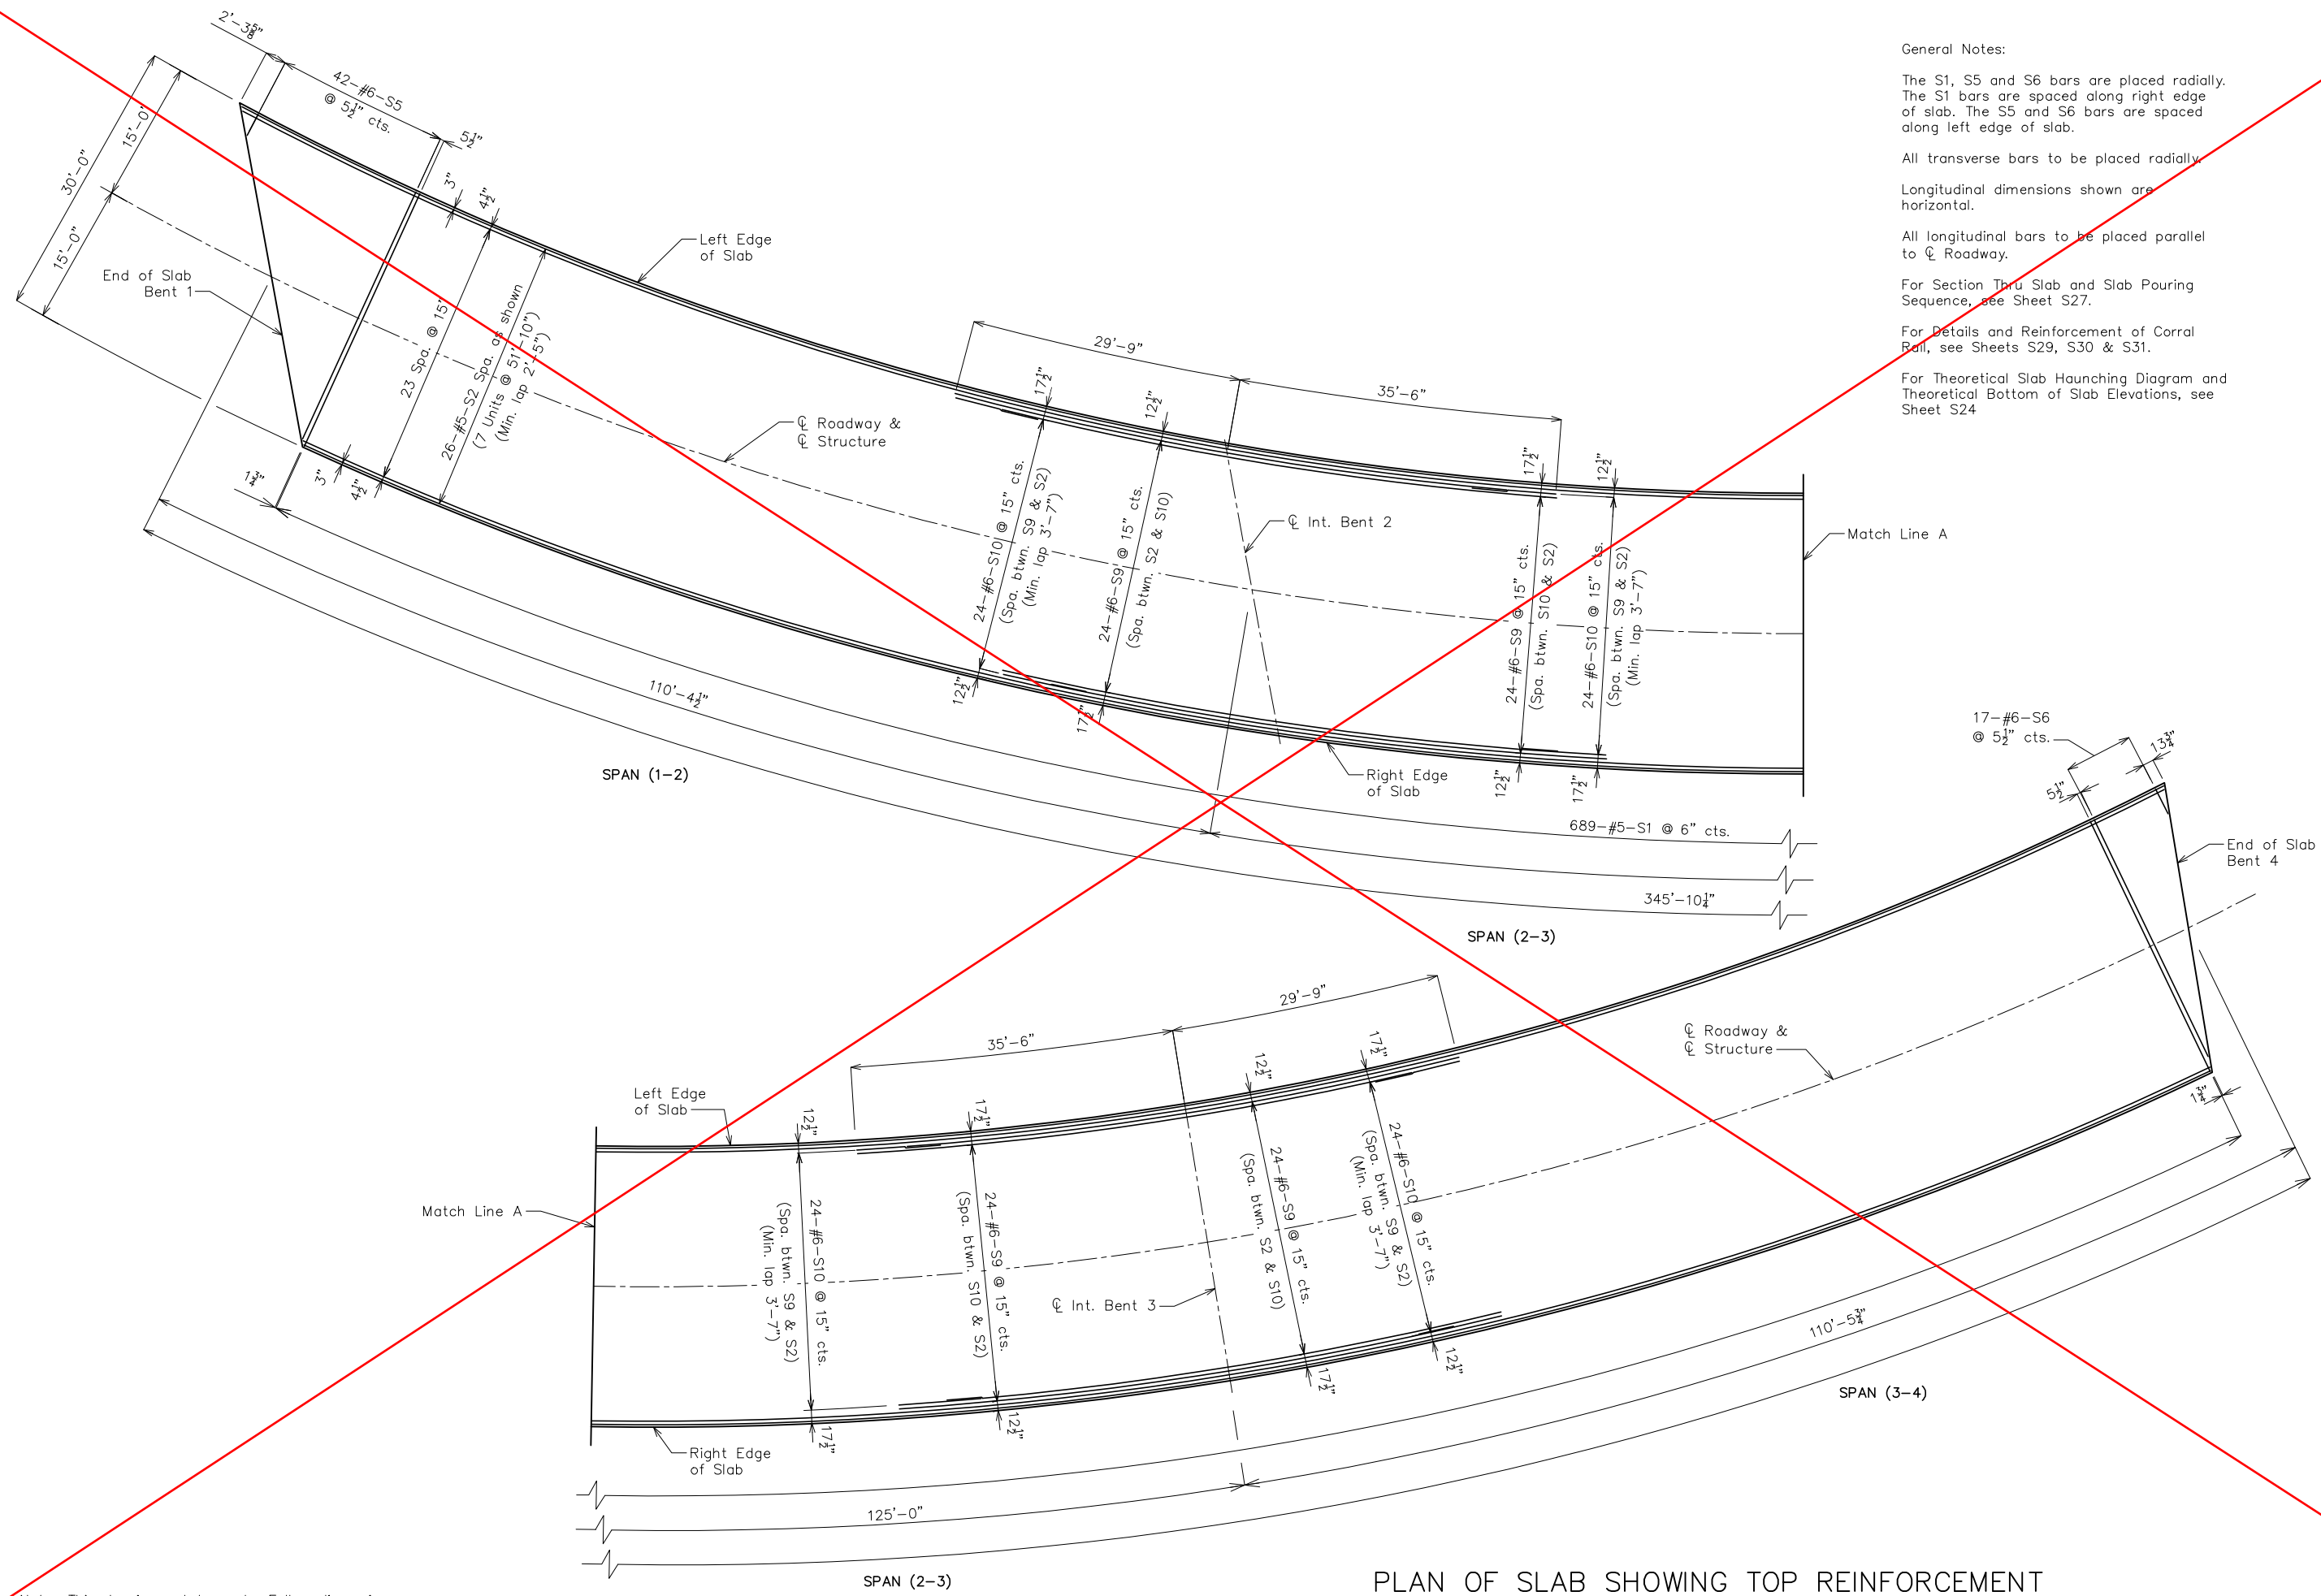 General Notes:
The S1, S5 and S6 bars are placed radially.
The S1 bars are spaced along right edge
of slab. The S5 and S6 bars are spaced
along left edge of slab.
All transverse bars to be placed radially.
Longitudinal dimensions shown are
horizontal.
All longitudinal bars to be placed parallel
to ℄ Roadway.
For Section Thru Slab and Slab Pouring
Sequence, see Sheet S27.
For Details and Reinforcement of Corral
Rail, see Sheets S29, S30 & S31.
For Theoretical Slab Haunching Diagram and
Theoretical Bottom of Slab Elevations, see
Sheet S24
2'-3⅝"
42-#6-S5
@ 5½" cts.
5½"
30'-0"
15'-0"
15'-0"
3"
4½"
End of Slab
Bent 1
Left Edge
of Slab
23 Spa. @ 15"
26-#5-S2 Spa. as shown
(7 Units @ 51'-10")
(Min. lap 2'-5")
℄ Roadway &
℄ Structure
29'-9"
35'-6"
17½"
12½"
17½"
12½"
1¾"
3"
4½"
24-#6-S10 @ 15" cts.
(Spa. btwn. S9 & S2)
(Min. lap 3'-7")
24-#6-S9 @ 15" cts.
(Spa. btwn. S2 & S10)
℄ Int. Bent 2
24-#6-S9 @ 15" cts.
(Spa. btwn. S10 & S2)
24-#6-S10 @ 15" cts.
(Spa. btwn. S9 & S2)
(Min. lap 3'-7")
Match Line A
12½"
17½"
12½"
17½"
110'-4½"
SPAN (1-2)
Right Edge
of Slab
689-#5-S1 @ 6" cts.
345'-10¼"
SPAN (2-3)
17-#6-S6
@ 5½" cts.
13¾"
5½"
End of Slab
Bent 4
35'-6"
29'-9"
Left Edge
of Slab
12½"
17½"
12½"
17½"
℄ Roadway &
℄ Structure
1¾"
Match Line A
24-#6-S10 @ 15" cts.
(Spa. btwn. S9 & S2)
(Min. lap 3'-7")
24-#6-S9 @ 15" cts.
(Spa. btwn. S10 & S2)
℄ Int. Bent 3
24-#6-S9 @ 15" cts.
(Spa. btwn. S2 & S10)
24-#6-S10 @ 15" cts.
(Spa. btwn. S9 & S2)
(Min. lap 3'-7")
17½"
12½"
17½"
12½"
Right Edge
of Slab
110'-5¾"
SPAN (3-4)
125'-0"
SPAN (2-3)
PLAN OF SLAB SHOWING TOP REINFORCEMENT